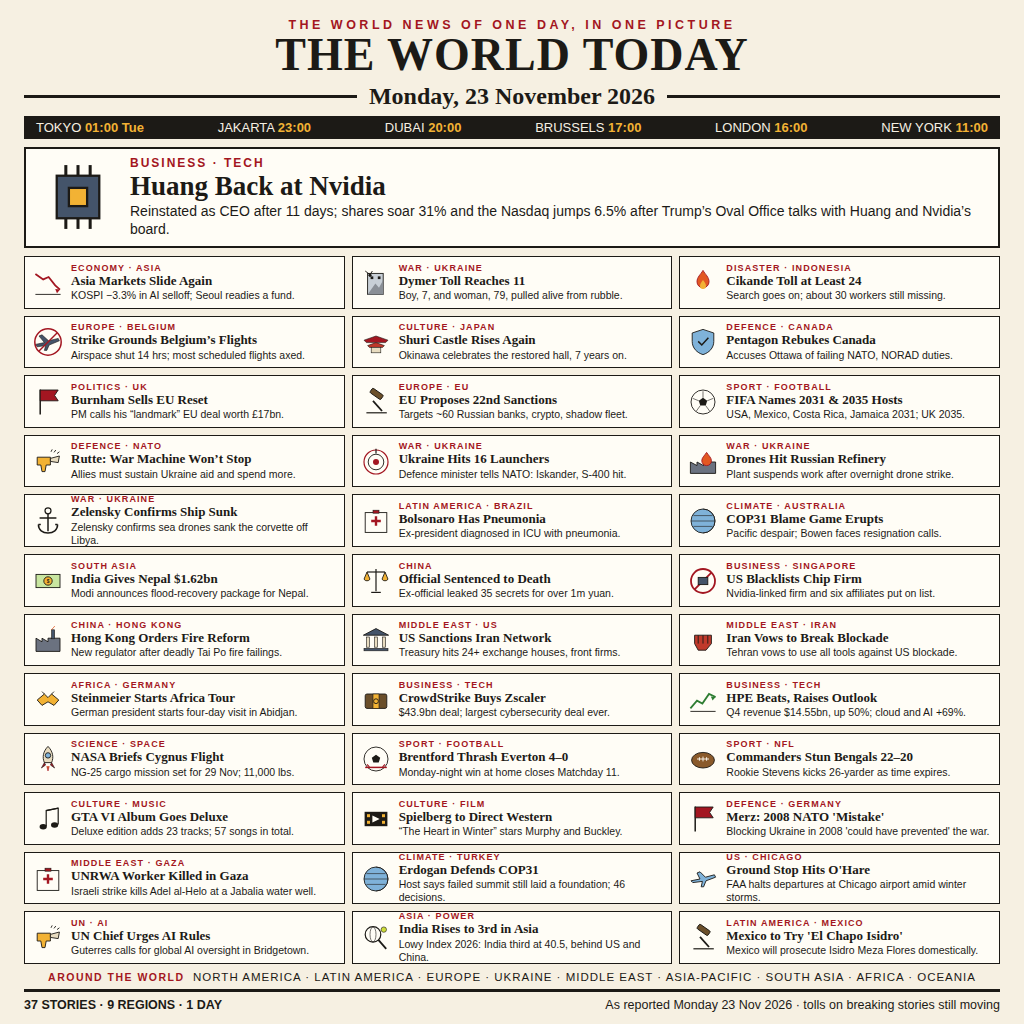 THE WORLD NEWS OF ONE DAY, IN ONE PICTURE
THE WORLD TODAY
Monday, 23 November 2026
TOKYO 01:00 Tue JAKARTA 23:00 DUBAI 20:00 BRUSSELS 17:00 LONDON 16:00 NEW YORK 11:00
BUSINESS · TECH
Huang Back at Nvidia
Reinstated as CEO after 11 days; shares soar 31% and the Nasdaq jumps 6.5% after Trump’s Oval Office talks with Huang and Nvidia’s
board.
ECONOMY · ASIA
Asia Markets Slide Again
KOSPI −3.3% in AI selloff; Seoul readies a fund.
WAR · UKRAINE
Dymer Toll Reaches 11
Boy, 7, and woman, 79, pulled alive from rubble.
DISASTER · INDONESIA
Cikande Toll at Least 24
Search goes on; about 30 workers still missing.
EUROPE · BELGIUM
Strike Grounds Belgium’s Flights
Airspace shut 14 hrs; most scheduled flights axed.
CULTURE · JAPAN
Shuri Castle Rises Again
Okinawa celebrates the restored hall, 7 years on.
DEFENCE · CANADA
Pentagon Rebukes Canada
Accuses Ottawa of failing NATO, NORAD duties.
POLITICS · UK
Burnham Sells EU Reset
PM calls his “landmark” EU deal worth £17bn.
EUROPE · EU
EU Proposes 22nd Sanctions
Targets ~60 Russian banks, crypto, shadow fleet.
SPORT · FOOTBALL
FIFA Names 2031 & 2035 Hosts
USA, Mexico, Costa Rica, Jamaica 2031; UK 2035.
DEFENCE · NATO
Rutte: War Machine Won’t Stop
Allies must sustain Ukraine aid and spend more.
WAR · UKRAINE
Ukraine Hits 16 Launchers
Defence minister tells NATO: Iskander, S-400 hit.
WAR · UKRAINE
Drones Hit Russian Refinery
Plant suspends work after overnight drone strike.
WAR · UKRAINE
Zelensky Confirms Ship Sunk
Zelensky confirms sea drones sank the corvette off
Libya.
LATIN AMERICA · BRAZIL
Bolsonaro Has Pneumonia
Ex-president diagnosed in ICU with pneumonia.
CLIMATE · AUSTRALIA
COP31 Blame Game Erupts
Pacific despair; Bowen faces resignation calls.
SOUTH ASIA
India Gives Nepal $1.62bn
Modi announces flood-recovery package for Nepal.
CHINA
Official Sentenced to Death
Ex-official leaked 35 secrets for over 1m yuan.
BUSINESS · SINGAPORE
US Blacklists Chip Firm
Nvidia-linked firm and six affiliates put on list.
CHINA · HONG KONG
Hong Kong Orders Fire Reform
New regulator after deadly Tai Po fire failings.
MIDDLE EAST · US
US Sanctions Iran Network
Treasury hits 24+ exchange houses, front firms.
MIDDLE EAST · IRAN
Iran Vows to Break Blockade
Tehran vows to use all tools against US blockade.
AFRICA · GERMANY
Steinmeier Starts Africa Tour
German president starts four-day visit in Abidjan.
BUSINESS · TECH
CrowdStrike Buys Zscaler
$43.9bn deal; largest cybersecurity deal ever.
BUSINESS · TECH
HPE Beats, Raises Outlook
Q4 revenue $14.55bn, up 50%; cloud and AI +69%.
SCIENCE · SPACE
NASA Briefs Cygnus Flight
NG-25 cargo mission set for 29 Nov; 11,000 lbs.
SPORT · FOOTBALL
Brentford Thrash Everton 4–0
Monday-night win at home closes Matchday 11.
SPORT · NFL
Commanders Stun Bengals 22–20
Rookie Stevens kicks 26-yarder as time expires.
CULTURE · MUSIC
GTA VI Album Goes Deluxe
Deluxe edition adds 23 tracks; 57 songs in total.
CULTURE · FILM
Spielberg to Direct Western
“The Heart in Winter” stars Murphy and Buckley.
DEFENCE · GERMANY
Merz: 2008 NATO 'Mistake'
Blocking Ukraine in 2008 'could have prevented' the war.
MIDDLE EAST · GAZA
UNRWA Worker Killed in Gaza
Israeli strike kills Adel al-Helo at a Jabalia water well.
CLIMATE · TURKEY
Erdogan Defends COP31
Host says failed summit still laid a foundation; 46
decisions.
US · CHICAGO
Ground Stop Hits O'Hare
FAA halts departures at Chicago airport amid winter
storms.
UN · AI
UN Chief Urges AI Rules
Guterres calls for global AI oversight in Bridgetown.
ASIA · POWER
India Rises to 3rd in Asia
Lowy Index 2026: India third at 40.5, behind US and
China.
LATIN AMERICA · MEXICO
Mexico to Try 'El Chapo Isidro'
Mexico will prosecute Isidro Meza Flores domestically.
AROUND THE WORLD NORTH AMERICA · LATIN AMERICA · EUROPE · UKRAINE · MIDDLE EAST · ASIA-PACIFIC · SOUTH ASIA · AFRICA · OCEANIA
37 STORIES · 9 REGIONS · 1 DAY
As reported Monday 23 Nov 2026 · tolls on breaking stories still moving